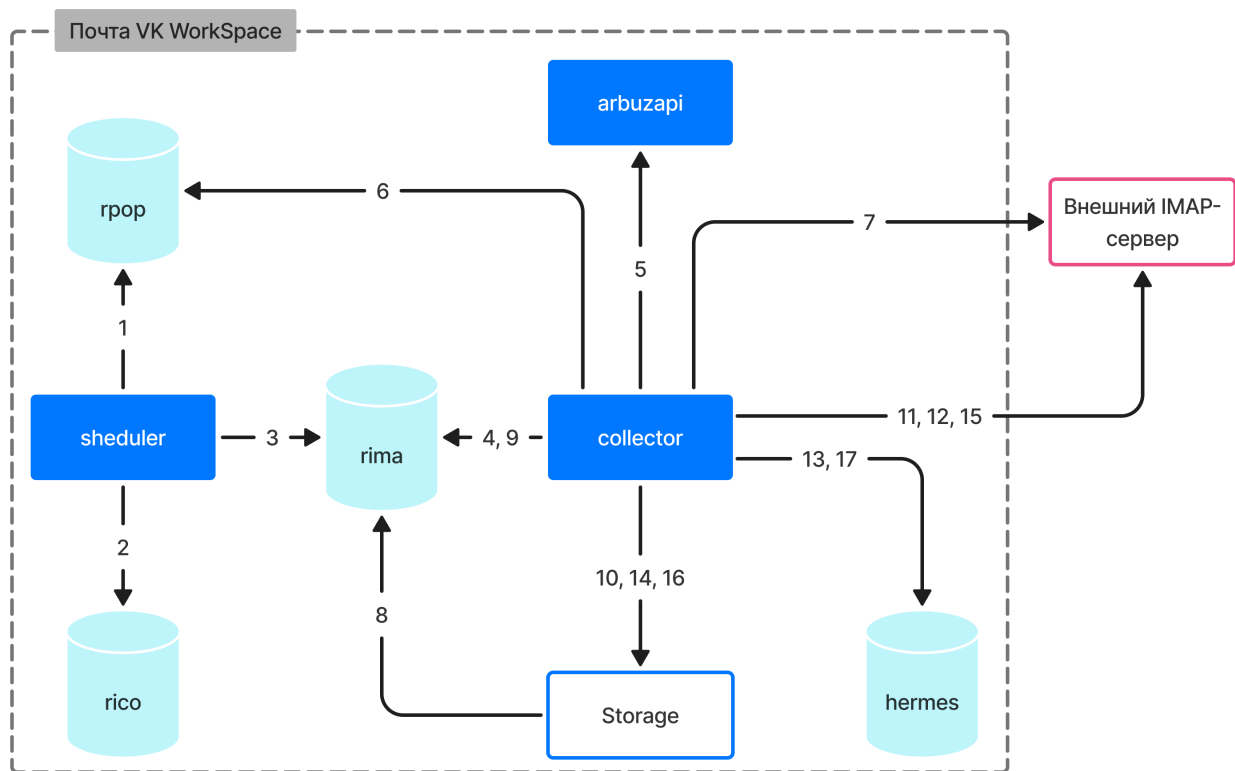 Почта VK WorkSpace
arbuzapi
rpop
6
7
Внешний IMAP-
сервер
5
1
sheduler
3
rima
4, 9
collector
11, 12, 15
13, 17
2
10, 14, 16
8
rico
Storage
hermes